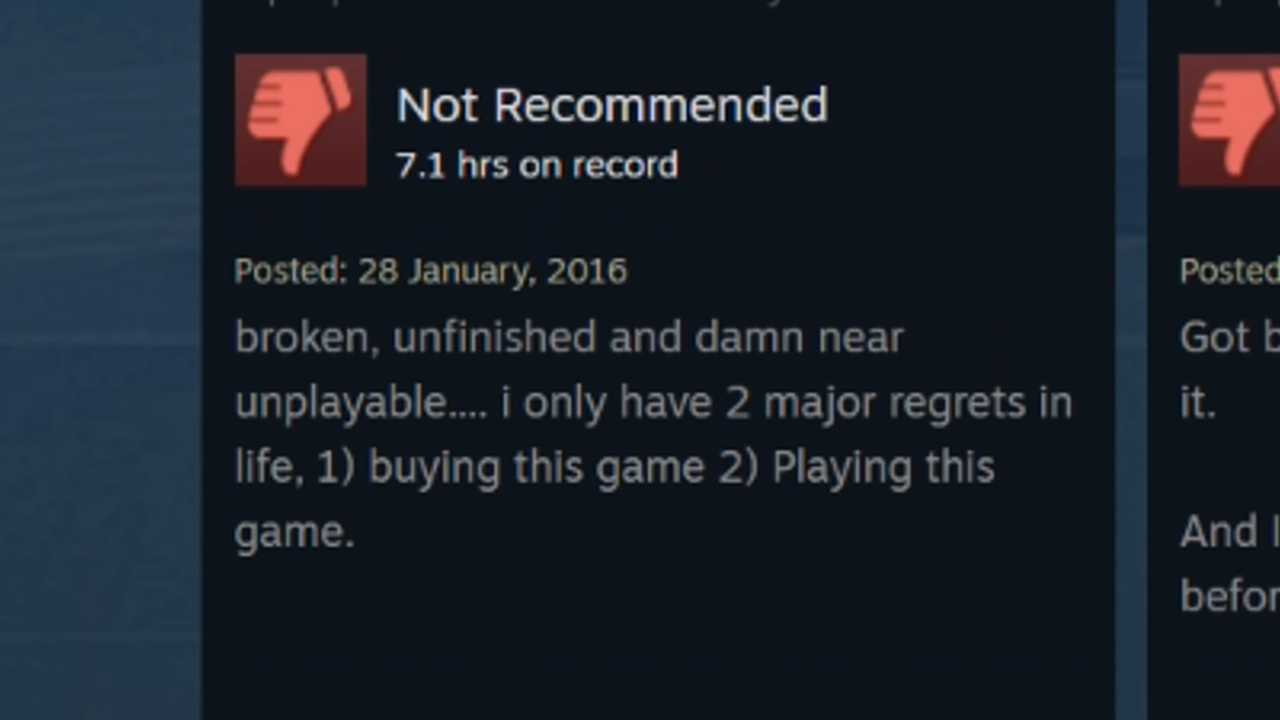 Not Recommended
7.1 hrs on record
Posted: 28 January, 2016
broken, unfinished and damn near
unplayable.... i only have 2 major regrets in
life, 1) buying this game 2) Playing this
game.
Posted
Got
it.
And